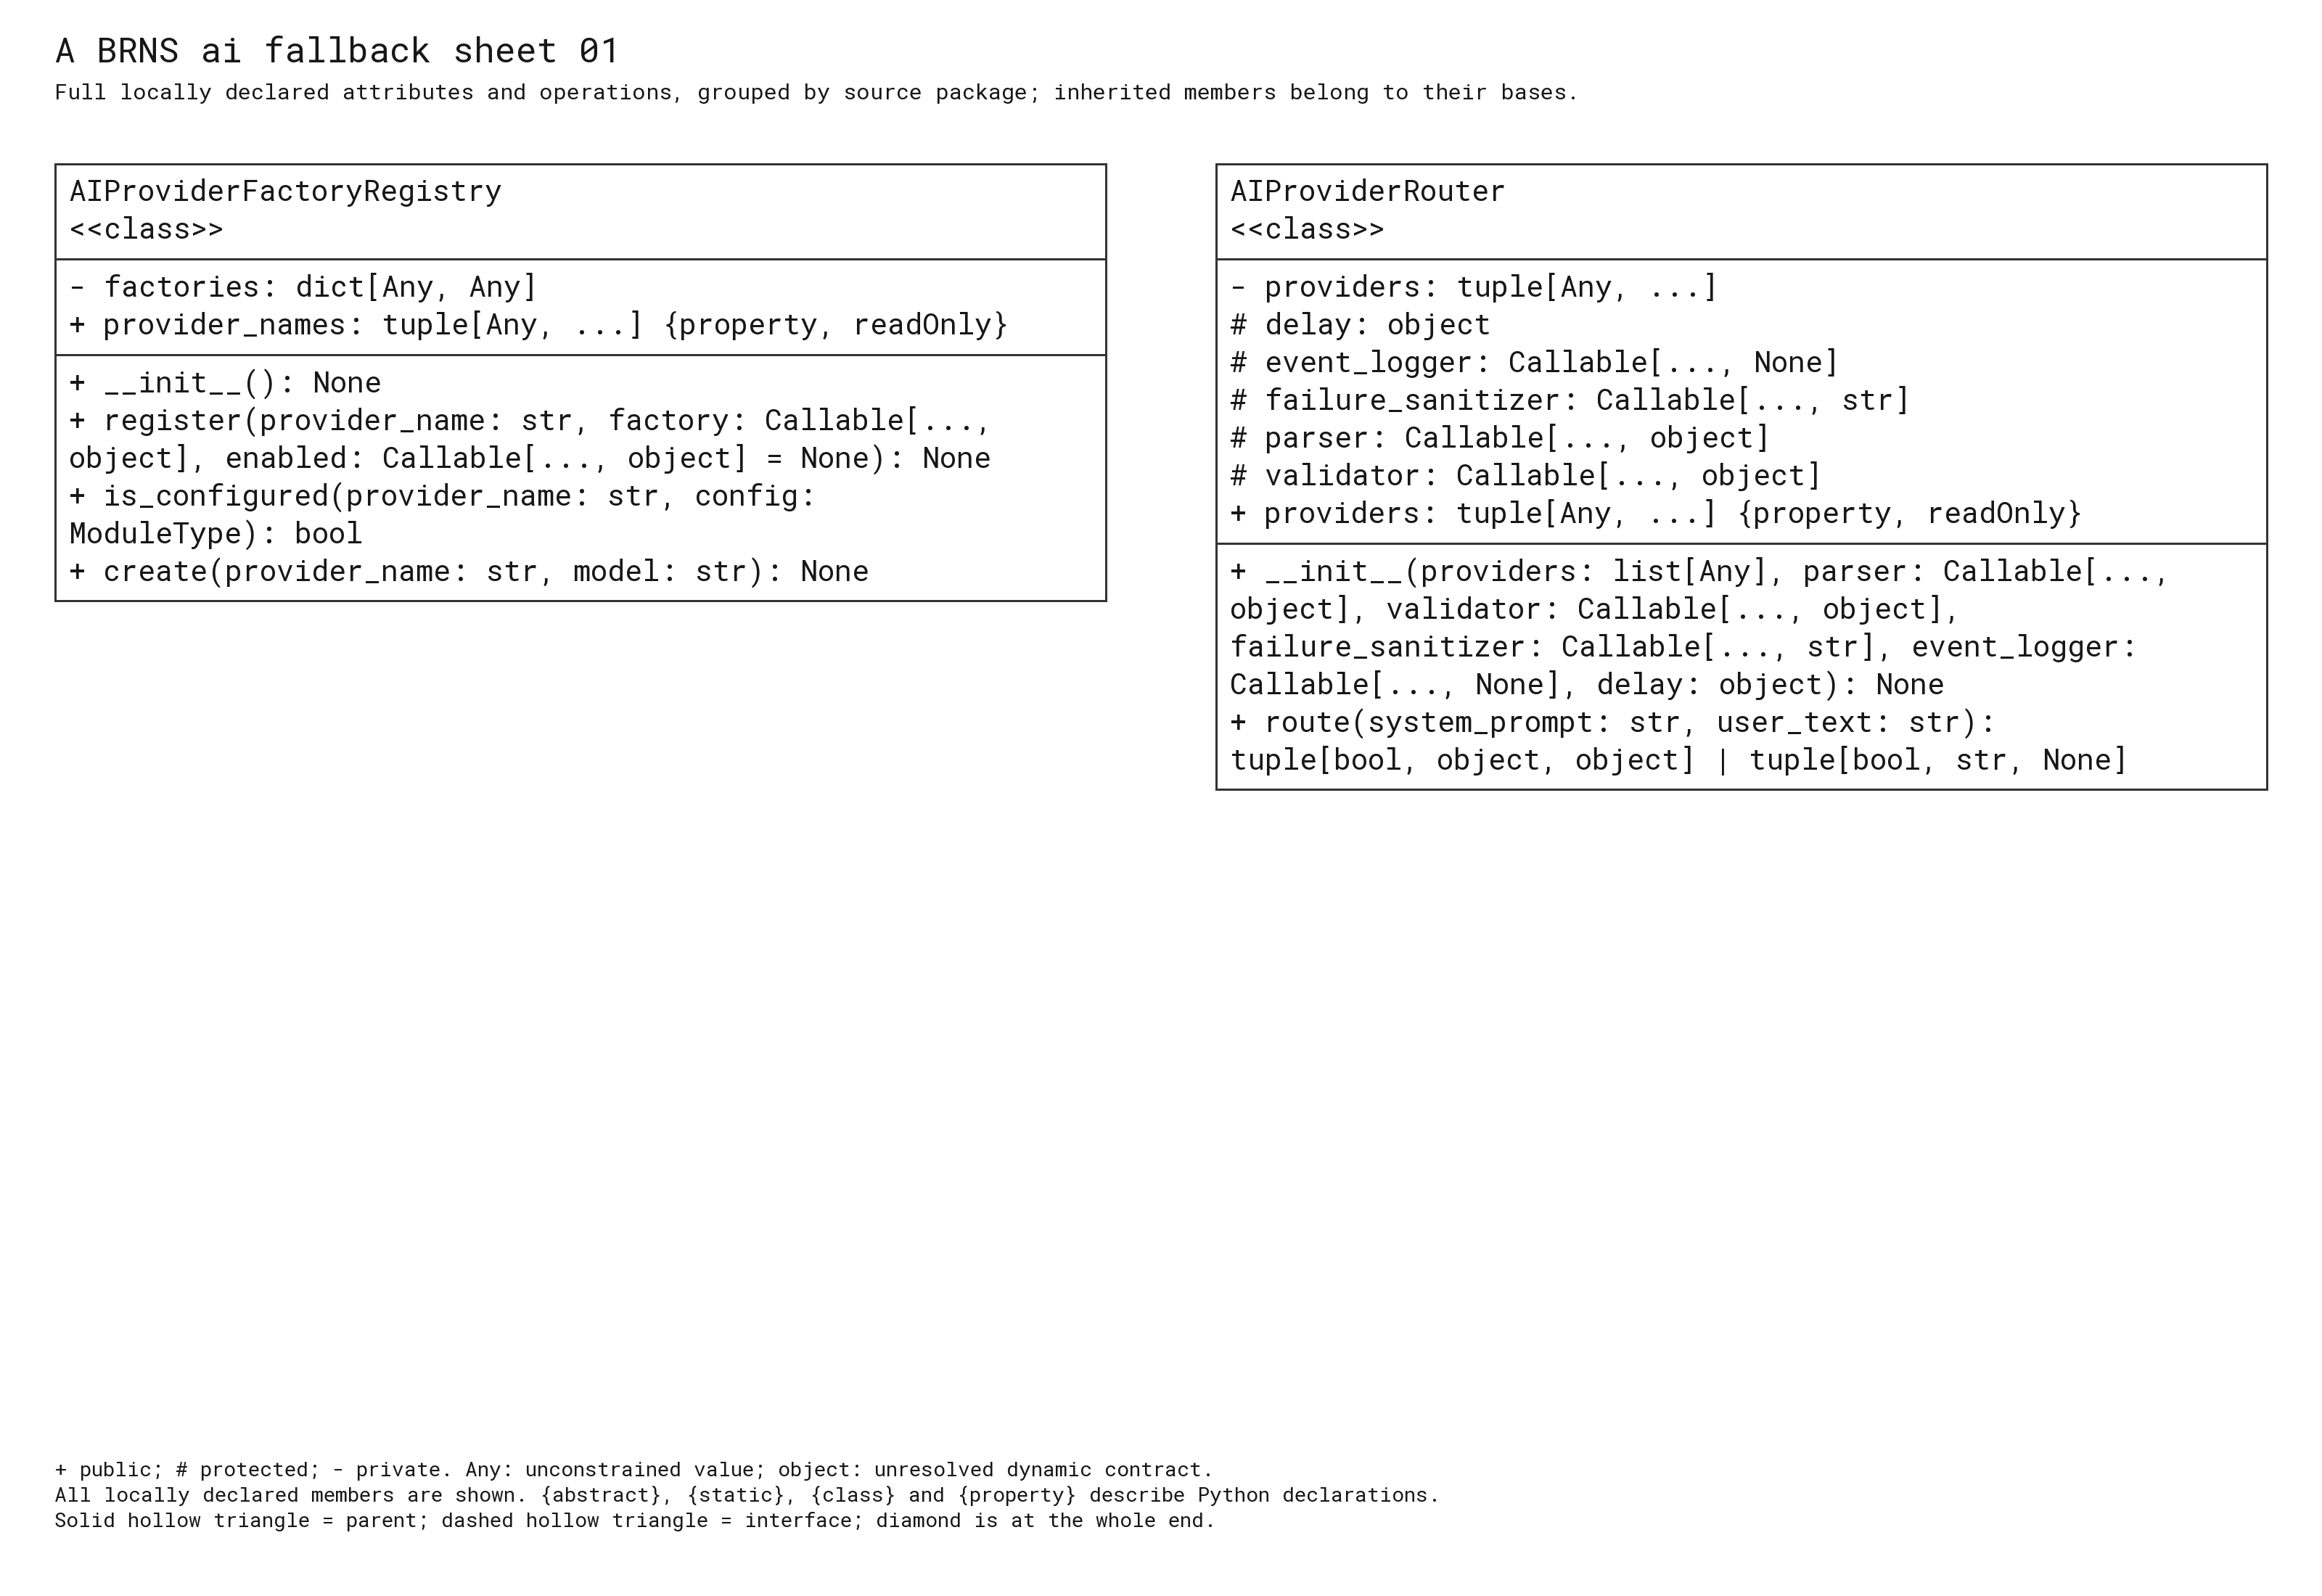 A BRNS ai fallback sheet 01
Full locally declared attributes and operations, grouped by source package; inherited members belong to their bases.
AIProviderFactoryRegistry
<<class>>
- factories: dict[Any, Any]
+ provider_names: tuple[Any, ...] {property, readOnly}
+ __init__(): None
+ register(provider_name: str, factory: Callable[...,
object], enabled: Callable[..., object] = None): None
+ is_configured(provider_name: str, config:
ModuleType): bool
+ create(provider_name: str, model: str): None
AIProviderRouter
<<class>>
- providers: tuple[Any, ...]
# delay: object
# event_logger: Callable[..., None]
# failure_sanitizer: Callable[..., str]
# parser: Callable[..., object]
# validator: Callable[..., object]
+ providers: tuple[Any, ...] {property, readOnly}
+ __init__(providers: list[Any], parser: Callable[...,
object], validator: Callable[..., object],
failure_sanitizer: Callable[..., str], event_logger:
Callable[..., None], delay: object): None
+ route(system_prompt: str, user_text: str):
tuple[bool, object, object] | tuple[bool, str, None]
+ public; # protected; - private. Any: unconstrained value; object: unresolved dynamic contract.
All locally declared members are shown. {abstract}, {static}, {class} and {property} describe Python declarations.
Solid hollow triangle = parent; dashed hollow triangle = interface; diamond is at the whole end.